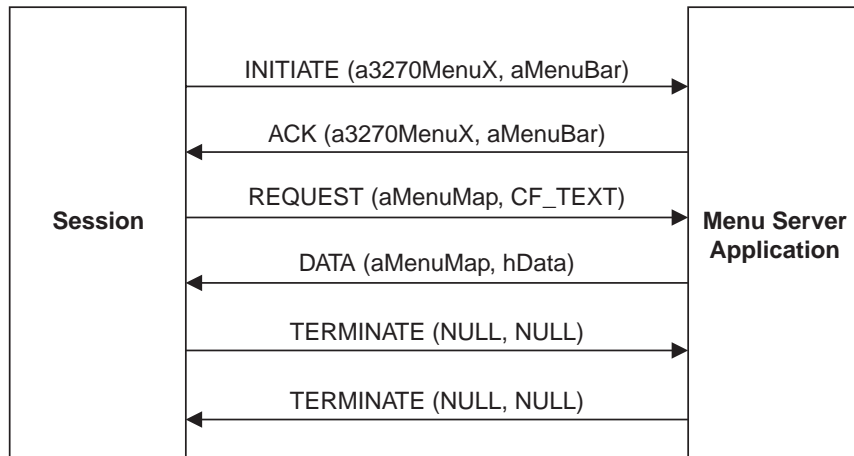 INITIATE (a3270MenuX, aMenuBar)
ACK (a3270MenuX, aMenuBar)
REQUEST (aMenuMap, CF_TEXT)
Session
Menu Server
Application
DATA (aMenuMap, hData)
TERMINATE (NULL, NULL)
TERMINATE (NULL, NULL)